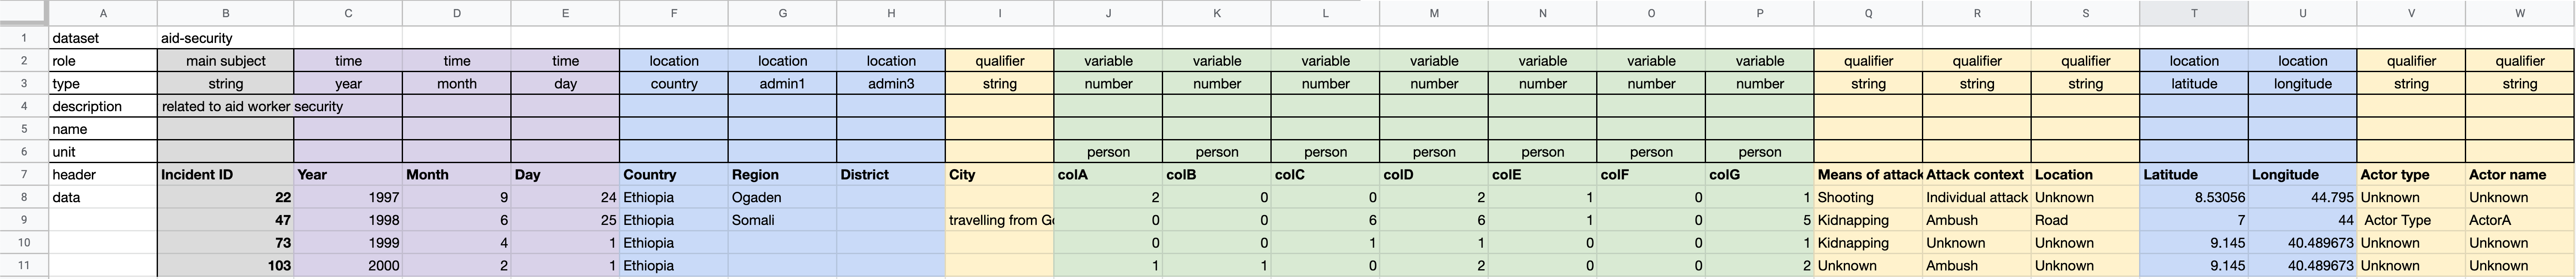 A B C D E F G H I J K L M N O P Q R S T U V W
1 dataset aid-security
2 role main subject time time time location location location qualifier variable variable variable variable variable variable variable qualifier qualifier qualifier location location qualifier qualifier
3 type string year month day country admin1 admin3 string number number number number number number number string string string latitude longitude string string
4 description related to aid worker security
5 name
6 unit person person person person person person person
7 header Incident ID Year Month Day Country Region District City colA colB colC colD colE colF colG Means of attack Attack context Location Latitude Longitude Actor type Actor name
8 data 22 1997 9 24 Ethiopia Ogaden 2 0 0 2 1 0 1 Shooting Individual attack Unknown 8.53056 44.795 Unknown Unknown
9 47 1998 6 25 Ethiopia Somali travelling from Go 0 0 6 6 1 0 5 Kidnapping Ambush Road 7 44 Actor Type ActorA
10 73 1999 4 1 Ethiopia 0 0 1 1 0 0 1 Kidnapping Unknown Unknown 9.145 40.489673 Unknown Unknown
11 103 2000 2 1 Ethiopia 1 1 0 2 0 0 2 Unknown Ambush Unknown 9.145 40.489673 Unknown Unknown